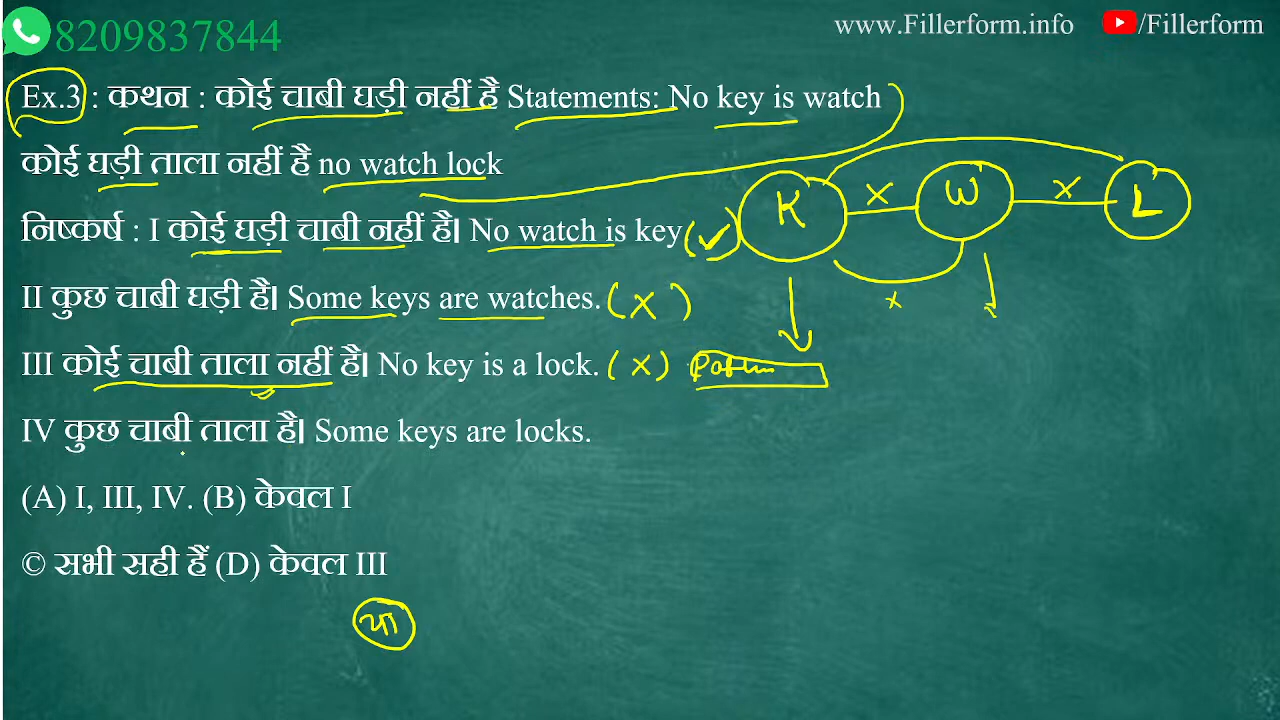 8209837844
www.Fillerform.info /Fillerform
Ex.3 : कथन : कोई चाबी घड़ी नहीं है Statements: No key is watch
कोई घड़ी ताला नहीं है no watch lock
निष्कर्ष : I कोई घड़ी चाबी नहीं है। No watch is key (✓)
II कुछ चाबी घड़ी है। Some keys are watches. (X)
III कोई चाबी ताला नहीं है। No key is a lock. (X)
IV कुछ चाबी ताला है। Some keys are locks.
(A) I, III, IV. (B) केवल I
© सभी सही हैं (D) केवल III
या
K X W X L
x